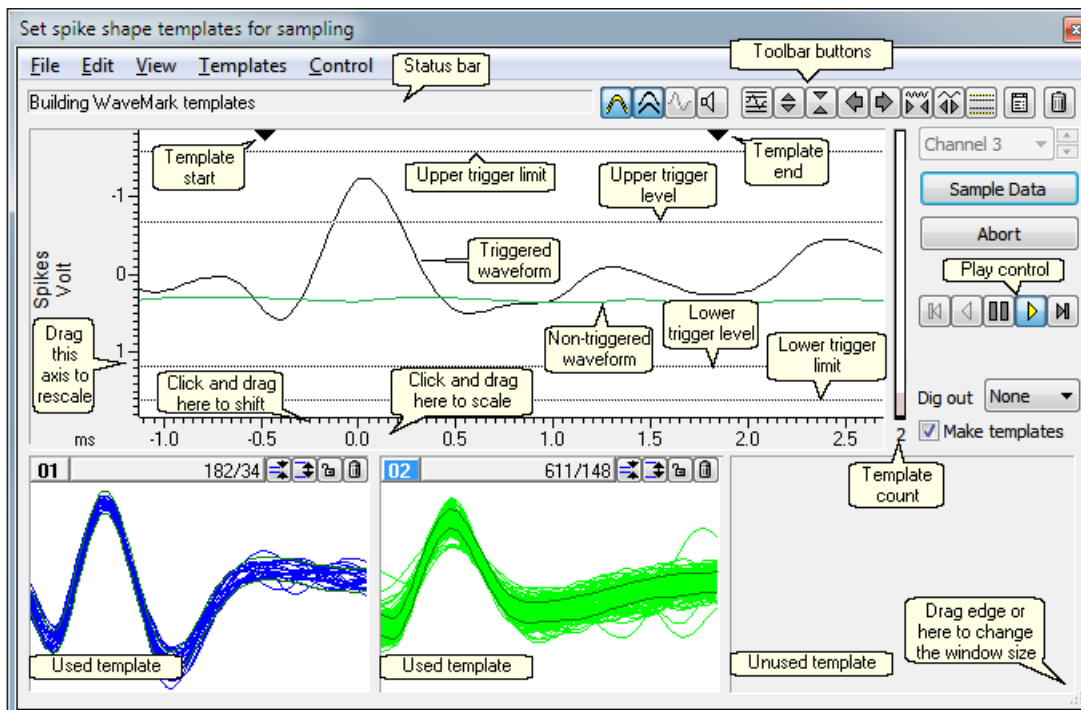 Set spike shape templates for sampling
File Edit View Templates Control
Status bar
Toolbar buttons
Building WaveMark templates
Template
start
Upper trigger limit
Upper trigger
level
Template
end
Channel 3
Sample Data
Abort
Play control
-1
0
1
Spikes
Volt
Triggered
waveform
Non-triggered
waveform
Lower
trigger level
Lower trigger
limit
Drag
this
axis to
rescale
Click and drag
here to shift
Click and drag
here to scale
Dig out None
Make templates
ms -1.0 -0.5 0.0 0.5 1.0 1.5 2.0 2.5
2
Template
count
01 182/34
02 611/148
Used template
Used template
Unused template
Drag edge or
here to change
the window size